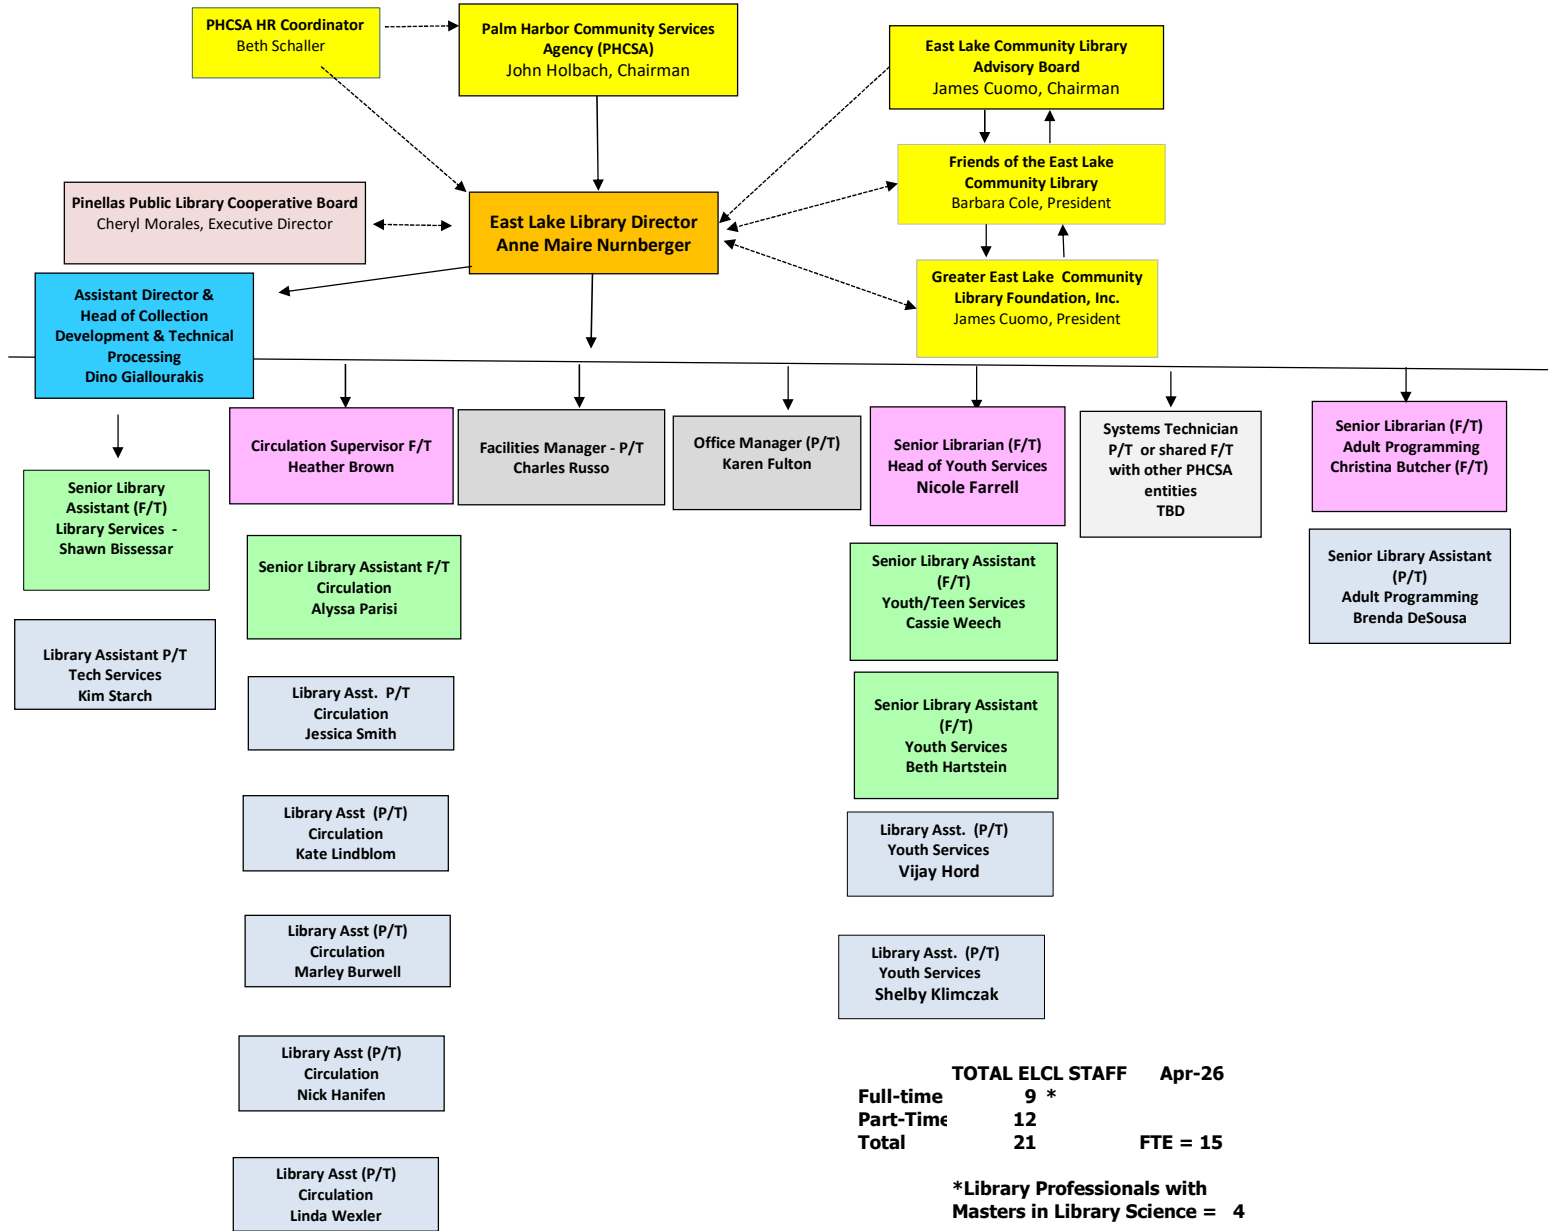 PHCSA HR Coordinator
Beth Schaller
Palm Harbor Community Services
Agency (PHCSA)
John Holbach, Chairman
East Lake Community Library
Advisory Board
James Cuomo, Chairman
Friends of the East Lake
Community Library
Barbara Cole, President
Pinellas Public Library Cooperative Board
Cheryl Morales, Executive Director
East Lake Library Director
Anne Maire Nurnberger
Greater East Lake Community
Library Foundation, Inc.
James Cuomo, President
Assistant Director &
Head of Collection
Development & Technical
Processing
Dino Giallourakis
Circulation Supervisor F/T
Heather Brown
Facilities Manager - P/T
Charles Russo
Office Manager (P/T)
Karen Fulton
Senior Librarian (F/T)
Head of Youth Services
Nicole Farrell
Systems Technician
P/T or shared F/T
with other PHCSA
entities
TBD
Senior Librarian (F/T)
Adult Programming
Christina Butcher (F/T)
Senior Library
Assistant (F/T)
Library Services -
Shawn Bissessar
Senior Library Assistant F/T
Circulation
Alyssa Parisi
Senior Library Assistant
(F/T)
Youth/Teen Services
Cassie Weech
Senior Library Assistant
(P/T)
Adult Programming
Brenda DeSousa
Library Assistant P/T
Tech Services
Kim Starch
Library Asst. P/T
Circulation
Jessica Smith
Senior Library Assistant
(F/T)
Youth Services
Beth Hartstein
Library Asst (P/T)
Circulation
Kate Lindblom
Library Asst. (P/T)
Youth Services
Vijay Hord
Library Asst (P/T)
Circulation
Marley Burwell
Library Asst. (P/T)
Youth Services
Shelby Klimczak
Library Asst (P/T)
Circulation
Nick Hanifen
Library Asst (P/T)
Circulation
Linda Wexler
TOTAL ELCL STAFF Apr-26
Full-time 9 *
Part-Time 12
Total 21 FTE = 15
*Library Professionals with
Masters in Library Science = 4